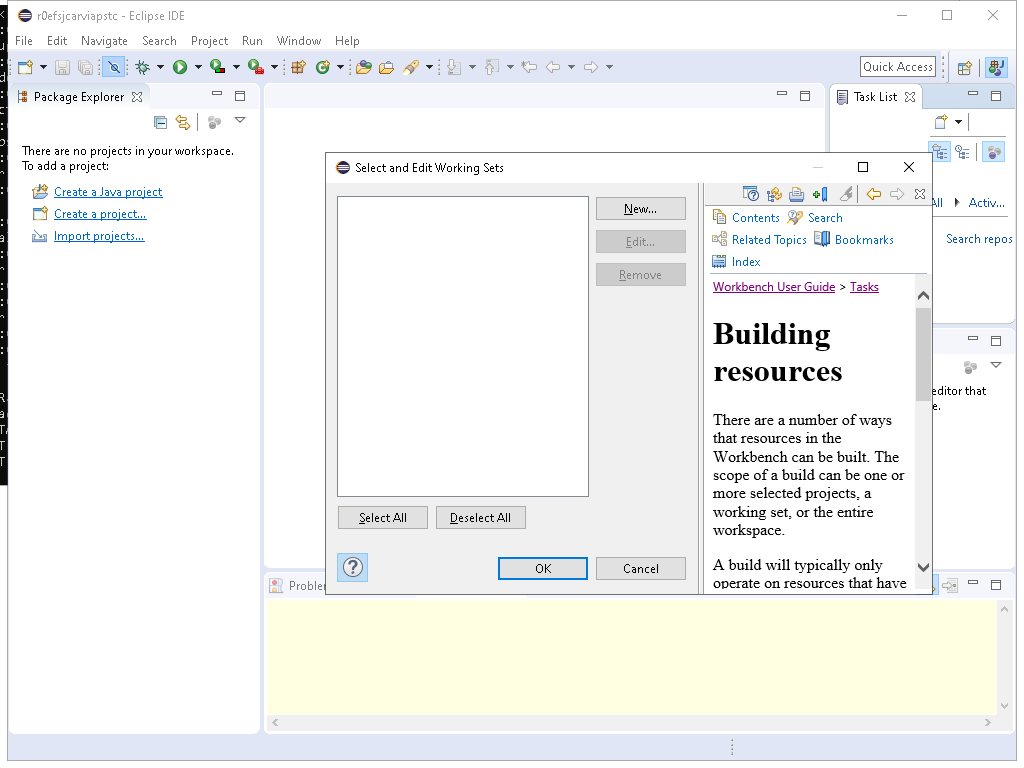 r0efsjcarviapstc - Eclipse IDE
File Edit Navigate Search Project Run Window Help
Quick Access
Package Explorer
Task List
There are no projects in your workspace.
To add a project:
Create a Java project
Create a project...
Import projects...
Select and Edit Working Sets
New...
Edit...
Remove
Select All
Deselect All
OK
Cancel
Contents Search
Related Topics Bookmarks
Index
Workbench User Guide > Tasks
Building
resources
There are a number of ways
that resources in the
Workbench can be built. The
scope of a build can be one or
more selected projects, a
working set, or the entire
workspace.
A build will typically only
operate on resources that have
All Activ...
Search repos
editor that
e.
Problem